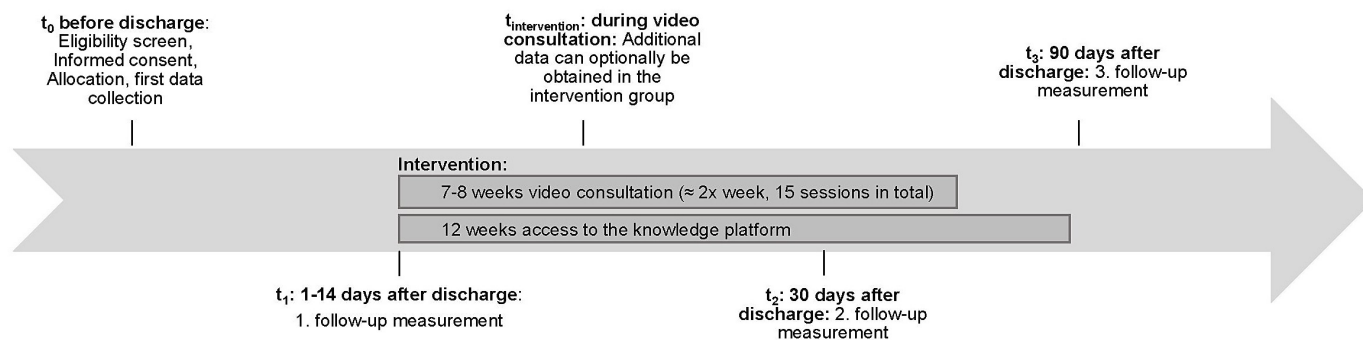 t₀ before discharge:
Eligibility screen,
Informed consent,
Allocation, first data
collection
t_intervention: during video
consultation: Additional
data can optionally be
obtained in the
intervention group
t₃: 90 days after
discharge: 3. follow-up
measurement
Intervention:
7-8 weeks video consultation (≈ 2x week, 15 sessions in total)
12 weeks access to the knowledge platform
t₁: 1-14 days after discharge:
1. follow-up measurement
t₂: 30 days after
discharge: 2. follow-up
measurement